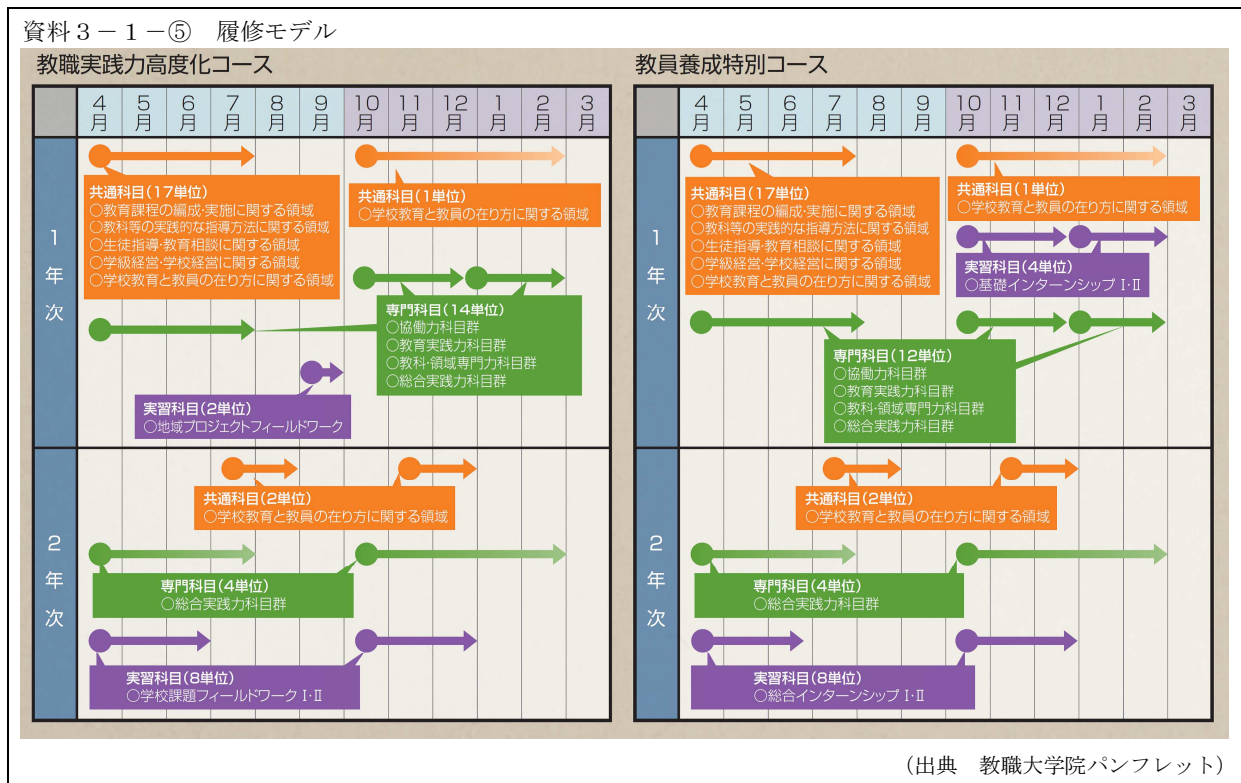 資料3－1－⑤　履修モデル
教職実践力高度化コース
4月 5月 6月 7月 8月 9月 10月 11月 12月 1月 2月 3月
1年次
共通科目(17単位)
○教育課程の編成・実施に関する領域
○教科等の実践的な指導方法に関する領域
○生徒指導・教育相談に関する領域
○学級経営・学校経営に関する領域
○学校教育と教員の在り方に関する領域
共通科目(1単位)
○学校教育と教員の在り方に関する領域
専門科目(14単位)
○協働力科目群
○教育実践力科目群
○教科・領域専門力科目群
○総合実践力科目群
実習科目(2単位)
○地域プロジェクトフィールドワーク
2年次
共通科目(2単位)
○学校教育と教員の在り方に関する領域
専門科目(4単位)
○総合実践力科目群
実習科目(8単位)
○学校課題フィールドワークⅠ・Ⅱ
教員養成特別コース
4月 5月 6月 7月 8月 9月 10月 11月 12月 1月 2月 3月
1年次
共通科目(17単位)
○教育課程の編成・実施に関する領域
○教科等の実践的な指導方法に関する領域
○生徒指導・教育相談に関する領域
○学級経営・学校経営に関する領域
○学校教育と教員の在り方に関する領域
共通科目(1単位)
○学校教育と教員の在り方に関する領域
実習科目(4単位)
○基礎インターンシップⅠ・Ⅱ
専門科目(12単位)
○協働力科目群
○教育実践力科目群
○教科・領域専門力科目群
○総合実践力科目群
2年次
共通科目(2単位)
○学校教育と教員の在り方に関する領域
専門科目(4単位)
○総合実践力科目群
実習科目(8単位)
○総合インターンシップⅠ・Ⅱ
（出典　教職大学院パンフレット）